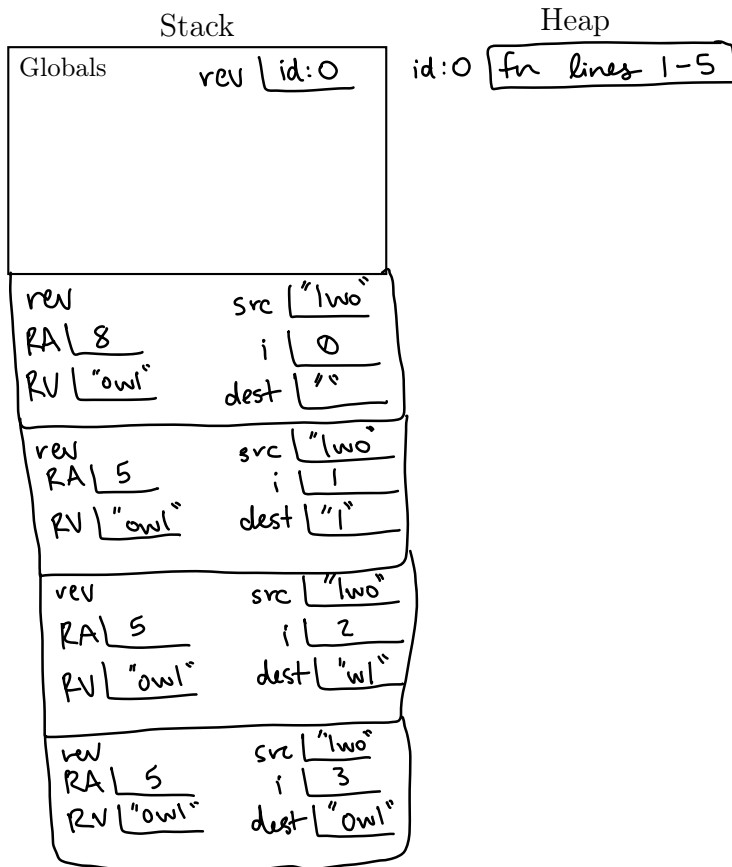 Stack Heap
Globals rev id:0 id:0 fn lines 1-5
rev src "lwo"
RA 8 i 0
RV "owl" dest ""
rev src "lwo"
RA 5 i 1
RV "owl" dest "l"
rev src "lwo"
RA 5 i 2
RV "owl" dest "wl"
rev src "lwo"
RA 5 i 3
RV "owl" dest "owl"